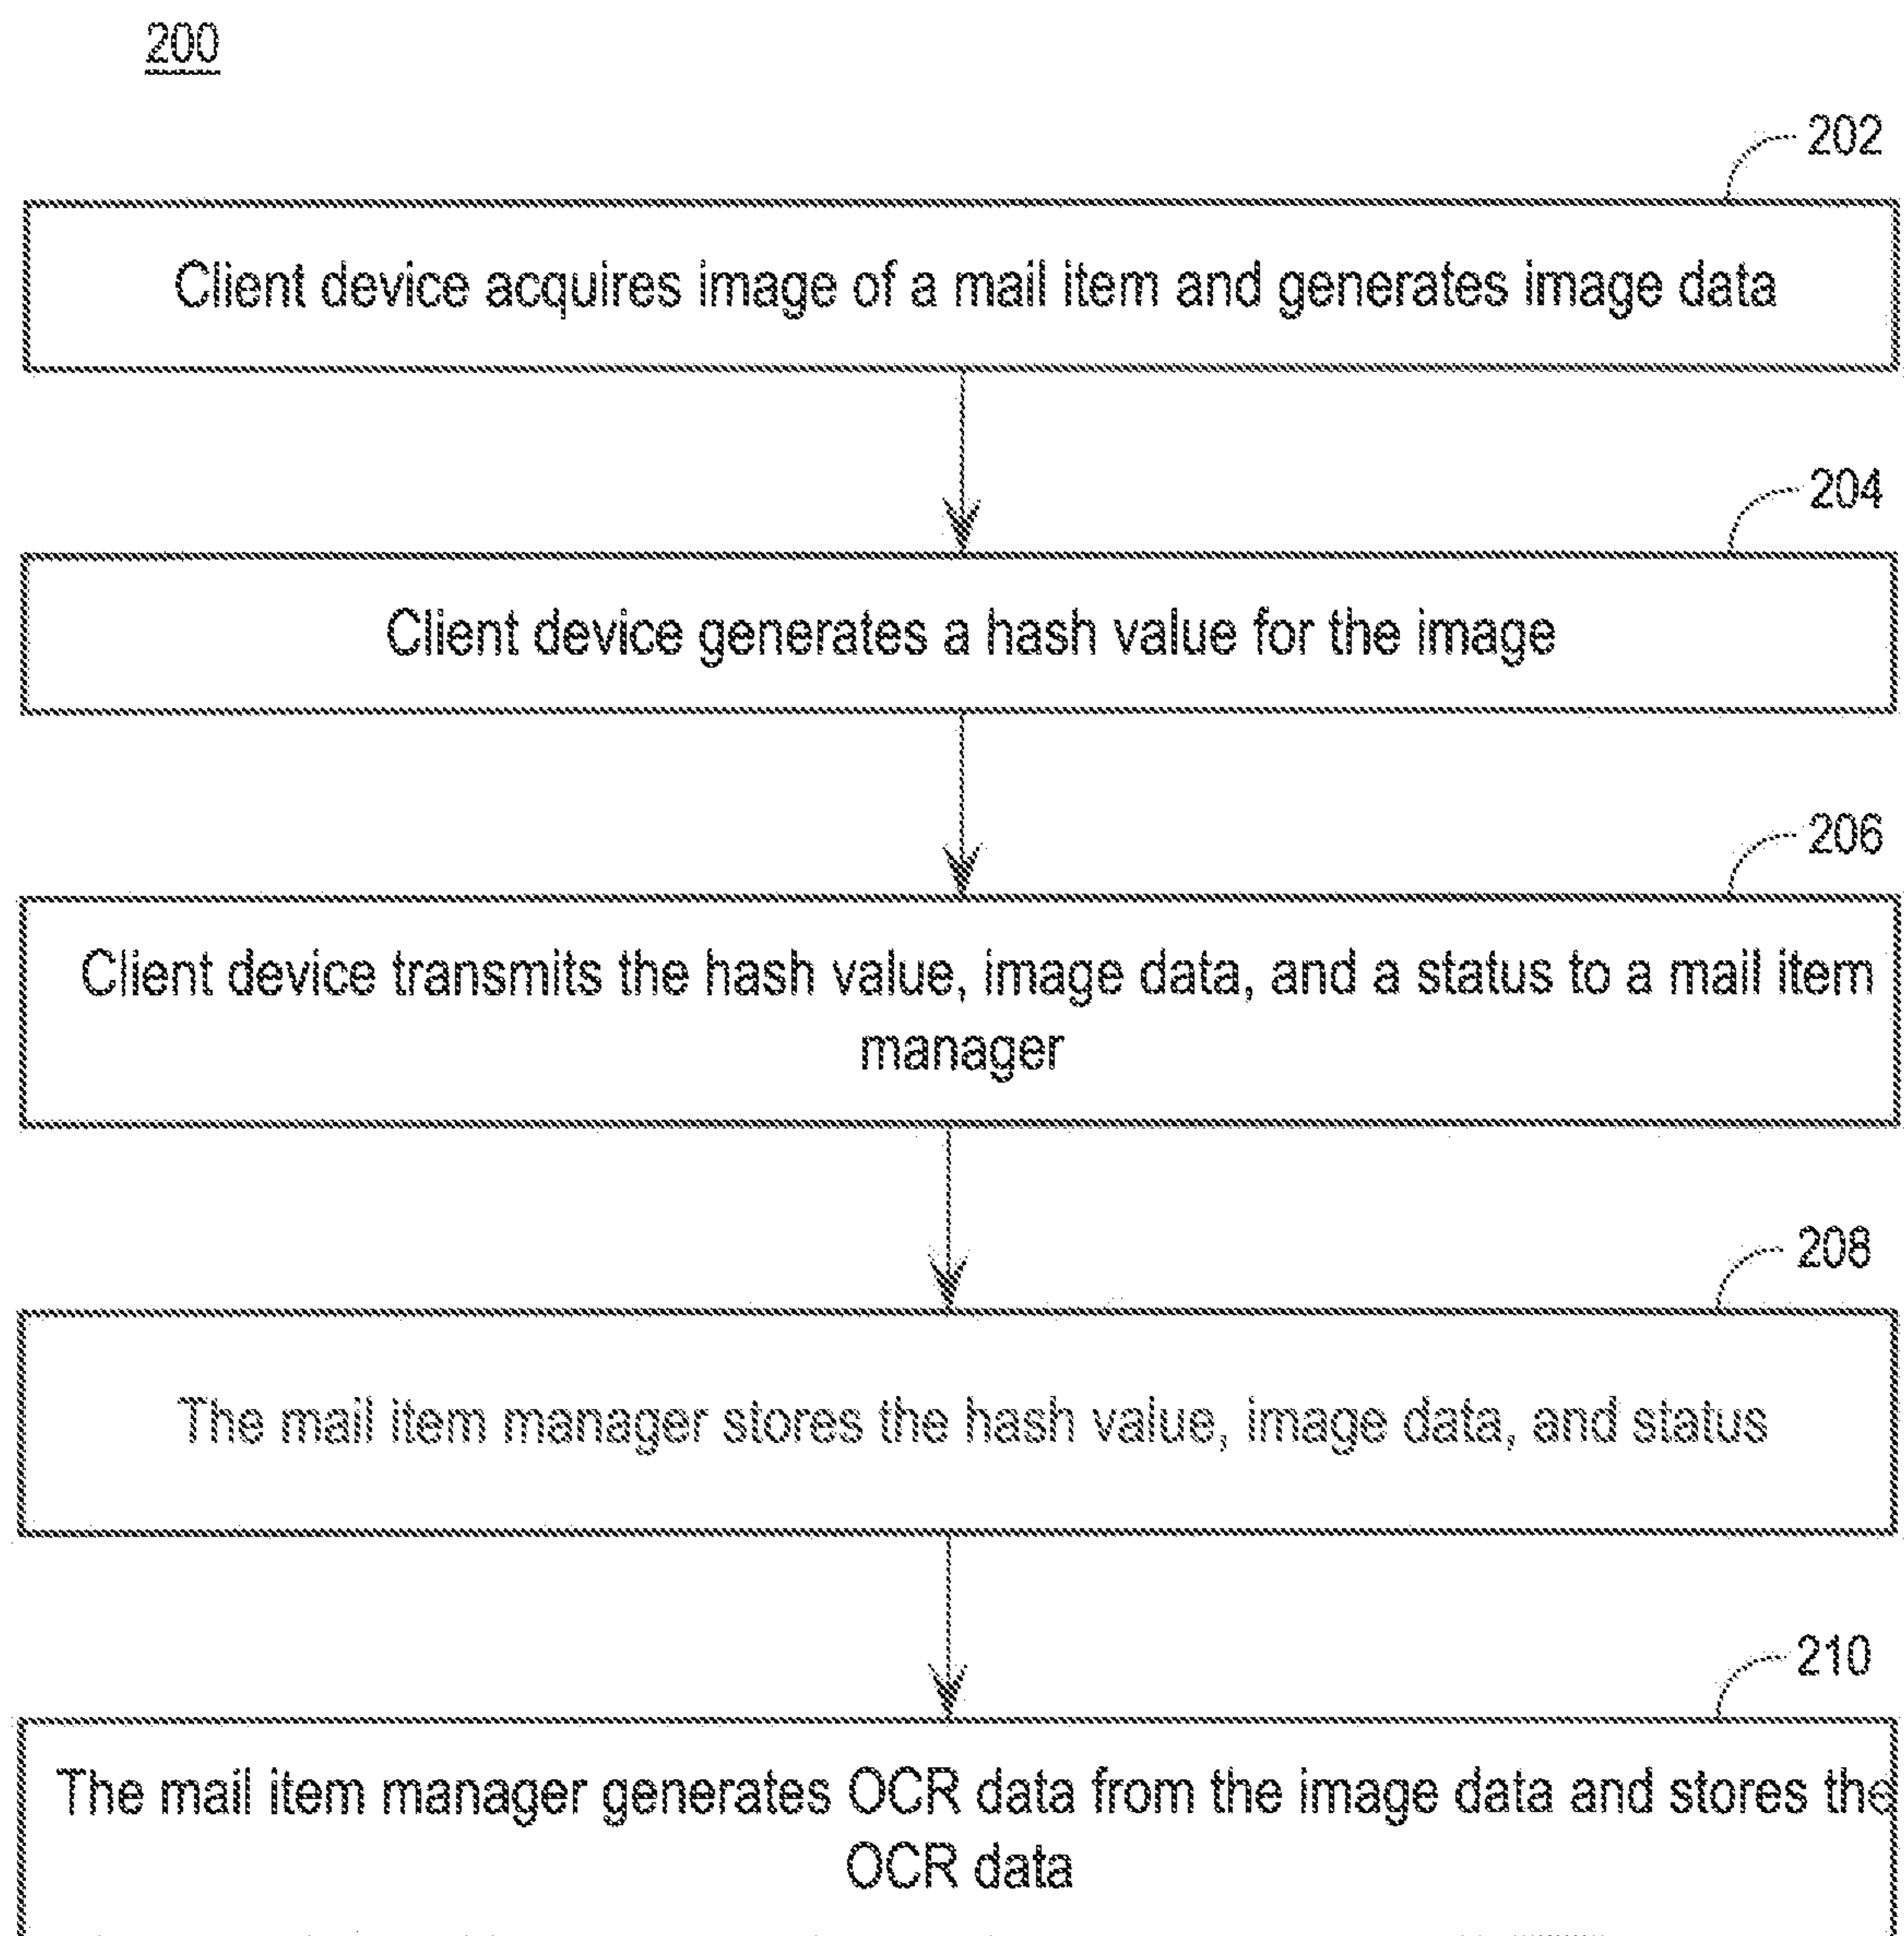 200
202
Client device acquires image of a mail item and generates image data
204
Client device generates a hash value for the image
206
Client device transmits the hash value, image data, and a status to a mail item
manager
208
The mail item manager stores the hash value, image data, and status
210
The mail item manager generates OCR data from the image data and stores the
OCR data